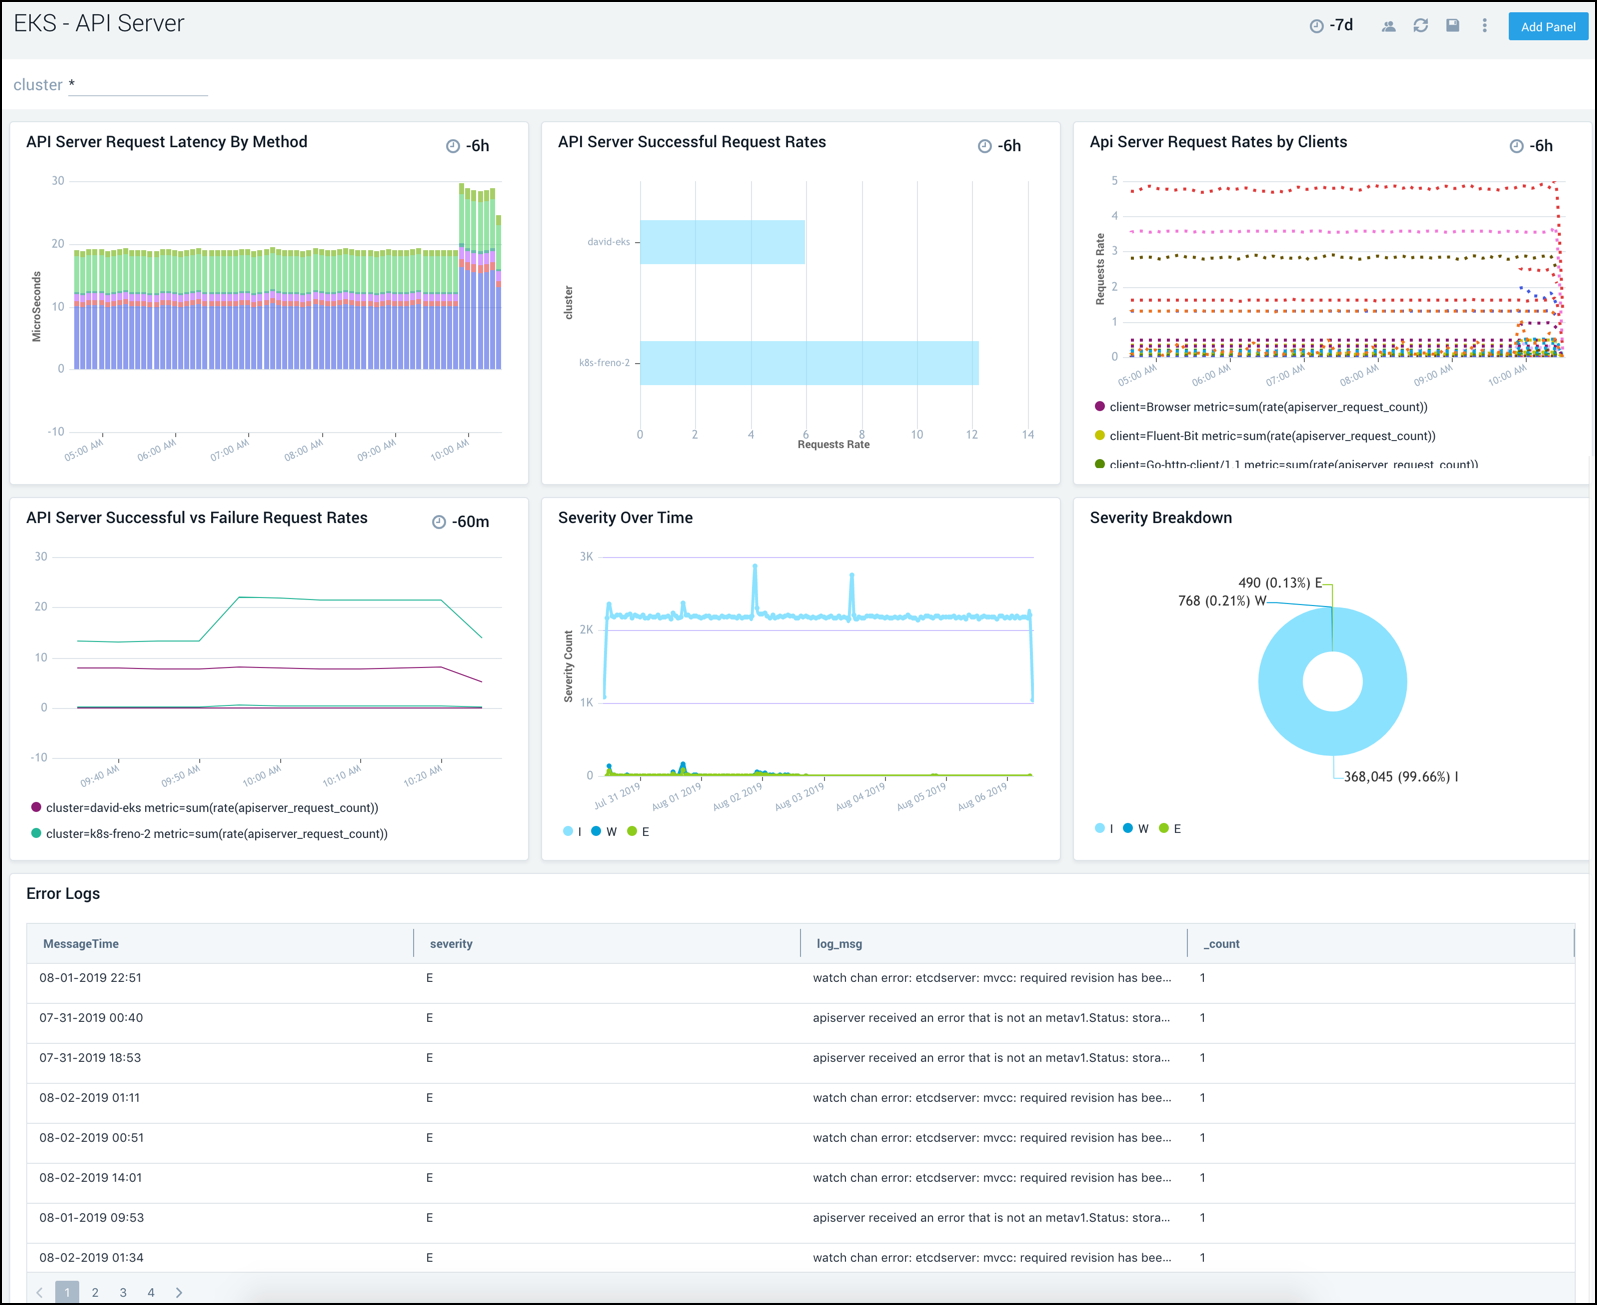 EKS - API Server
-7d
Add Panel
cluster *
API Server Request Latency By Method
-6h
30
20
10
0
-10
MicroSeconds
05:00 AM
06:00 AM
07:00 AM
08:00 AM
09:00 AM
10:00 AM
API Server Successful Request Rates
-6h
cluster
david-eks
k8s-freno-2
0 2 4 6 8 10 12 14
Requests Rate
Api Server Request Rates by Clients
-6h
5
4
3
2
1
0
Requests Rate
05:00 AM
06:00 AM
07:00 AM
08:00 AM
09:00 AM
10:00 AM
client=Browser metric=sum(rate(apiserver_request_count))
client=Fluent-Bit metric=sum(rate(apiserver_request_count))
client=Go-http-client/1.1 metric=sum(rate(apiserver_request_count))
API Server Successful vs Failure Request Rates
-60m
30
20
10
0
-10
09:40 AM
09:50 AM
10:00 AM
10:10 AM
10:20 AM
cluster=david-eks metric=sum(rate(apiserver_request_count))
cluster=k8s-freno-2 metric=sum(rate(apiserver_request_count))
Severity Over Time
3K
2K
1K
0
Severity Count
Jul 31 2019
Aug 01 2019
Aug 02 2019
Aug 03 2019
Aug 04 2019
Aug 05 2019
Aug 06 2019
I W E
Severity Breakdown
490 (0.13%) E
768 (0.21%) W
368,045 (99.66%) I
I W E
Error Logs
MessageTime severity log_msg _count
08-01-2019 22:51 E watch chan error: etcdserver: mvcc: required revision has bee... 1
07-31-2019 00:40 E apiserver received an error that is not an metav1.Status: stora... 1
07-31-2019 18:53 E apiserver received an error that is not an metav1.Status: stora... 1
08-02-2019 01:11 E watch chan error: etcdserver: mvcc: required revision has bee... 1
08-02-2019 00:51 E watch chan error: etcdserver: mvcc: required revision has bee... 1
08-02-2019 14:01 E watch chan error: etcdserver: mvcc: required revision has bee... 1
08-01-2019 09:53 E apiserver received an error that is not an metav1.Status: stora... 1
08-02-2019 01:34 E watch chan error: etcdserver: mvcc: required revision has bee... 1
1 2 3 4